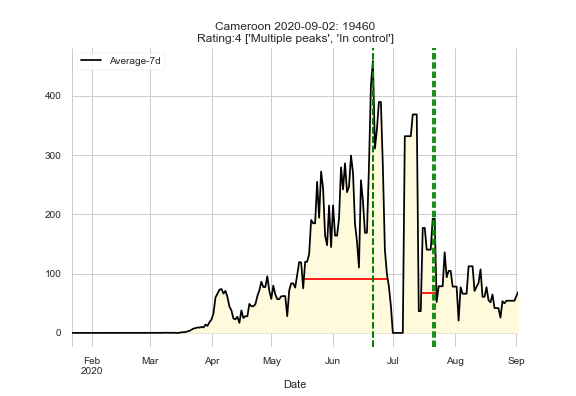 Cameroon 2020-09-02: 19460
Rating:4 ['Multiple peaks', 'In control']
Average-7d
400
300
200
100
0
Feb Mar Apr May Jun Jul Aug Sep
2020
Date